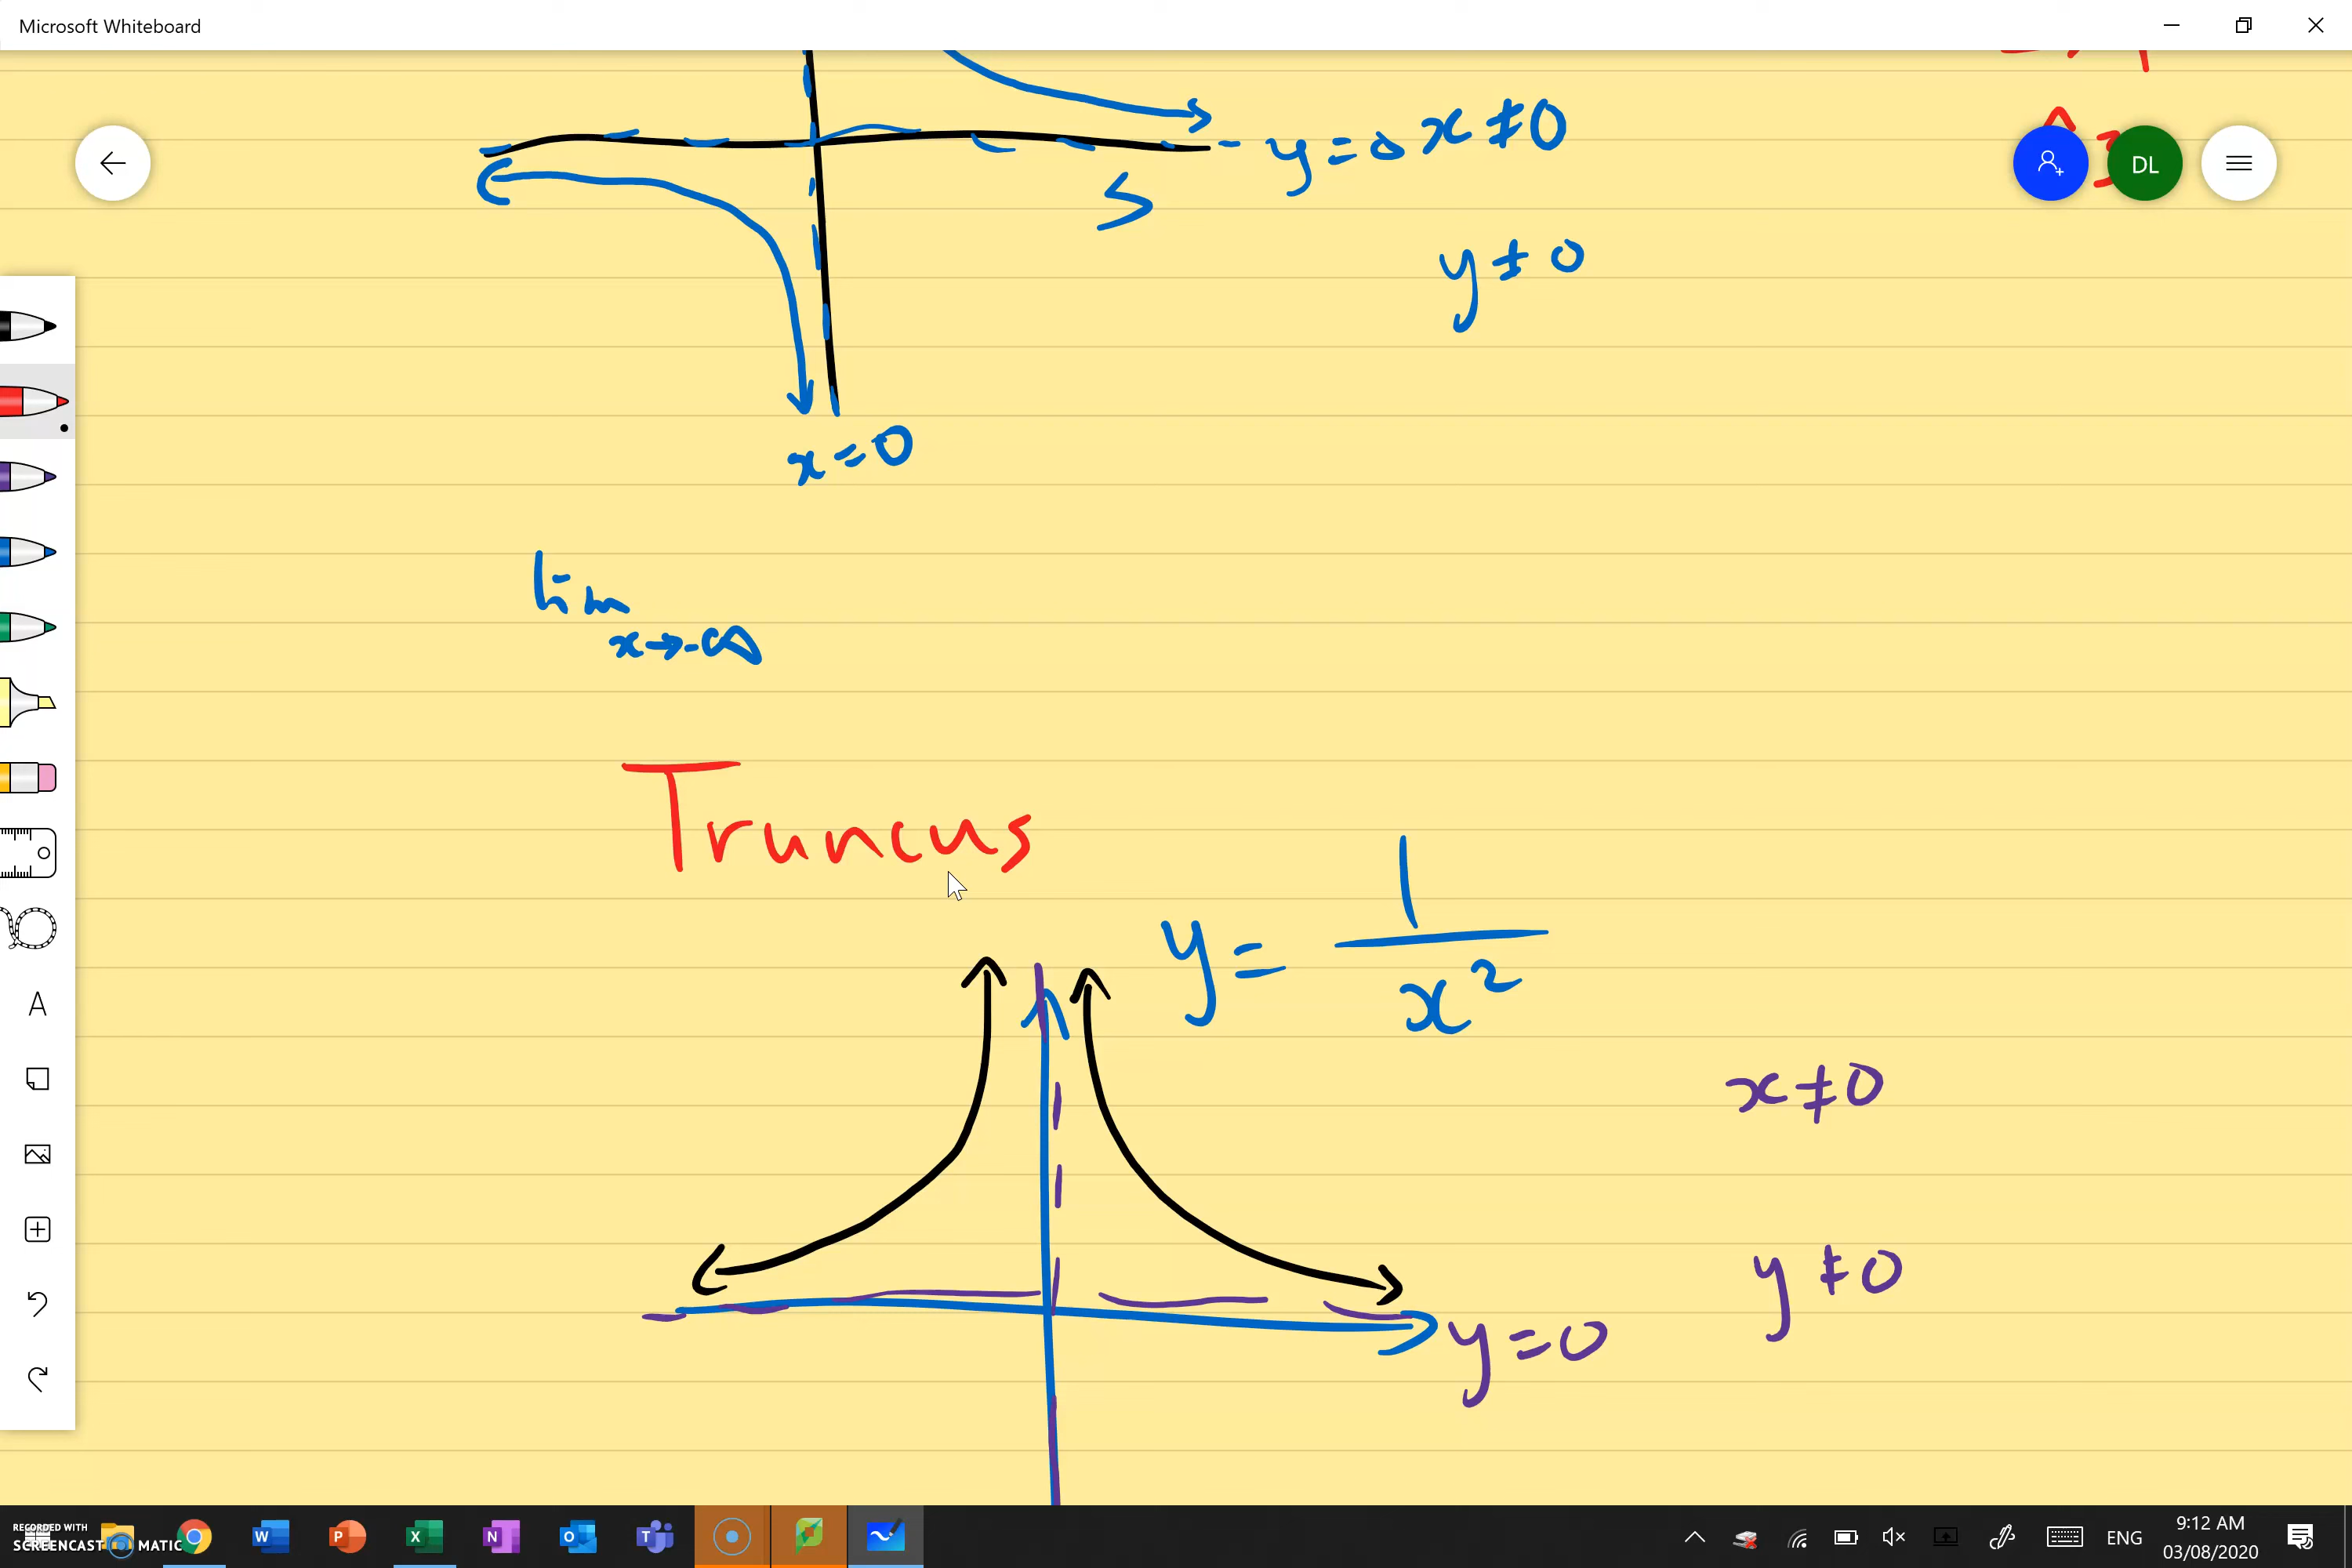 Microsoft Whiteboard
y = 0 x ≠ 0
DL
y ≠ 0
x = 0
lim
x → -∞
Truncus
y = 1/x²
x ≠ 0
y ≠ 0
y = 0
A
RECORDED WITH
SCREENCAST MATIC
ENG
9:12 AM
03/08/2020